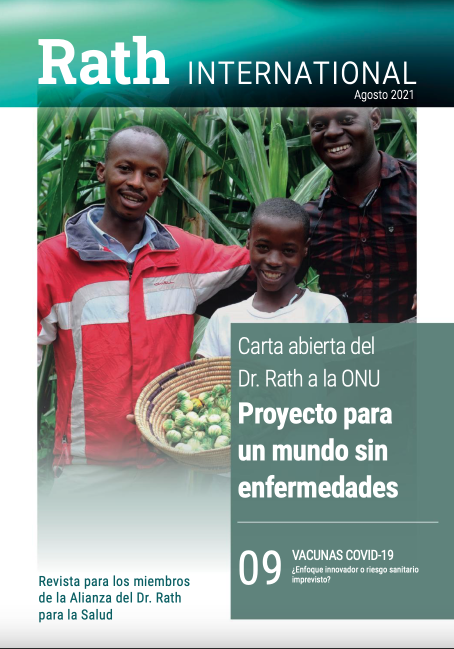 Rath INTERNATIONAL
Agosto 2021
Carta abierta del
Dr. Rath a la ONU
Proyecto para
un mundo sin
enfermedades
09
VACUNAS COVID-19
¿Enfoque innovador o riesgo sanitario
imprevisto?
Revista para los miembros
de la Alianza del Dr. Rath
para la Salud